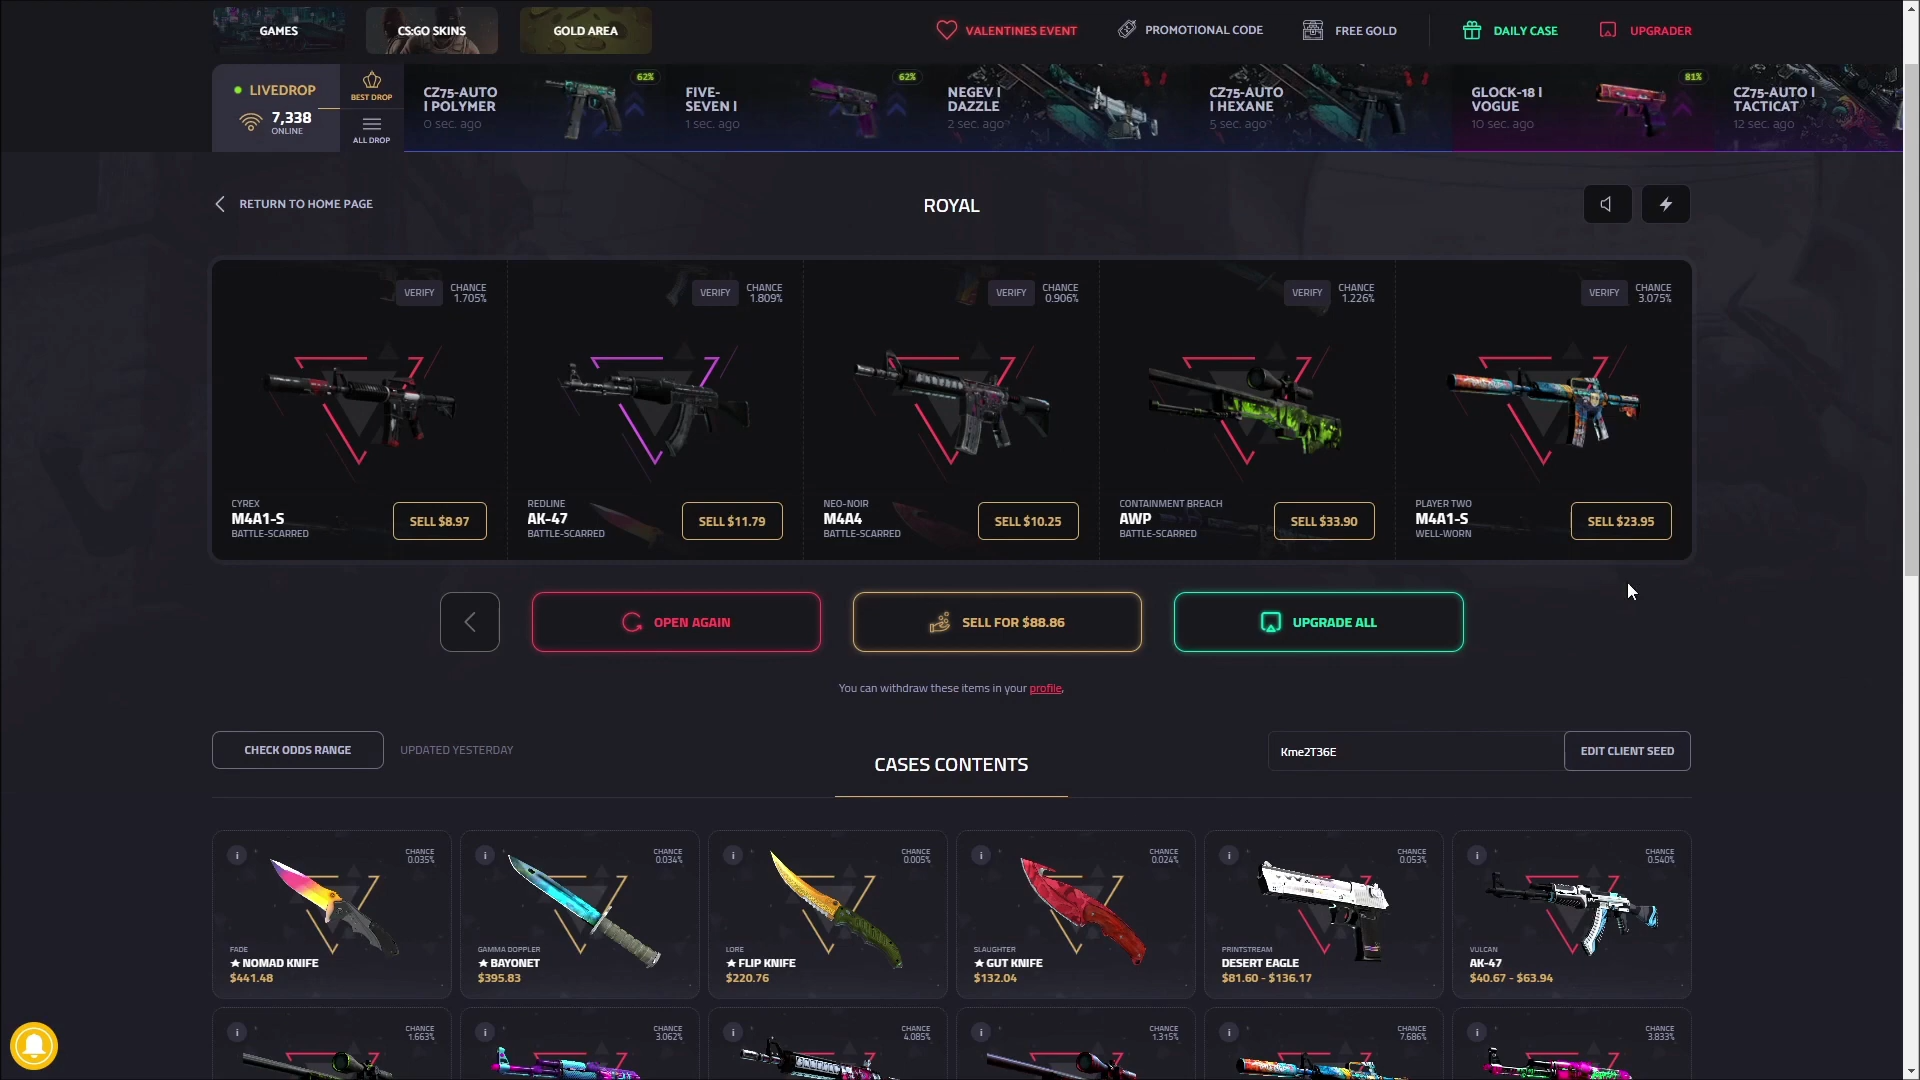 GAMES
CS:GO SKINS
GOLD AREA
VALENTINES EVENT
PROMOTIONAL CODE
FREE GOLD
DAILY CASE
UPGRADER
LIVEDROP
7,338
ONLINE
BEST DROP
ALL DROP
CZ75-AUTO
I POLYMER
0 sec. ago
62%
FIVE-
SEVEN I
1 sec. ago
62%
NEGEV I
DAZZLE
2 sec. ago
CZ75-AUTO
I HEXANE
5 sec. ago
GLOCK-18 I
VOGUE
10 sec. ago
81%
CZ75-AUTO I
TACTICAT
12 sec. ago
RETURN TO HOME PAGE
ROYAL
VERIFY
CHANCE
1.705%
VERIFY
CHANCE
1.809%
VERIFY
CHANCE
0.906%
VERIFY
CHANCE
1.226%
VERIFY
CHANCE
3.075%
CYREX
M4A1-S
BATTLE-SCARRED
SELL $8.97
REDLINE
AK-47
BATTLE-SCARRED
SELL $11.79
NEO-NOIR
M4A4
BATTLE-SCARRED
SELL $10.25
CONTAINMENT BREACH
AWP
BATTLE-SCARRED
SELL $33.90
PLAYER TWO
M4A1-S
WELL-WORN
SELL $23.95
OPEN AGAIN
SELL FOR $88.86
UPGRADE ALL
You can withdraw these items in your profile.
CHECK ODDS RANGE
UPDATED YESTERDAY
CASES CONTENTS
Kme2T36E
EDIT CLIENT SEED
CHANCE
0.035%
FADE
★ NOMAD KNIFE
$441.48
CHANCE
0.034%
GAMMA DOPPLER
★ BAYONET
$395.83
CHANCE
0.005%
LORE
★ FLIP KNIFE
$220.76
CHANCE
0.024%
SLAUGHTER
★ GUT KNIFE
$132.04
CHANCE
0.053%
PRINTSTREAM
DESERT EAGLE
$81.60 - $136.17
CHANCE
0.540%
VULCAN
AK-47
$40.67 - $63.94
CHANCE
1.663%
CHANCE
3.062%
CHANCE
4.085%
CHANCE
1.315%
CHANCE
7.686%
CHANCE
3.833%